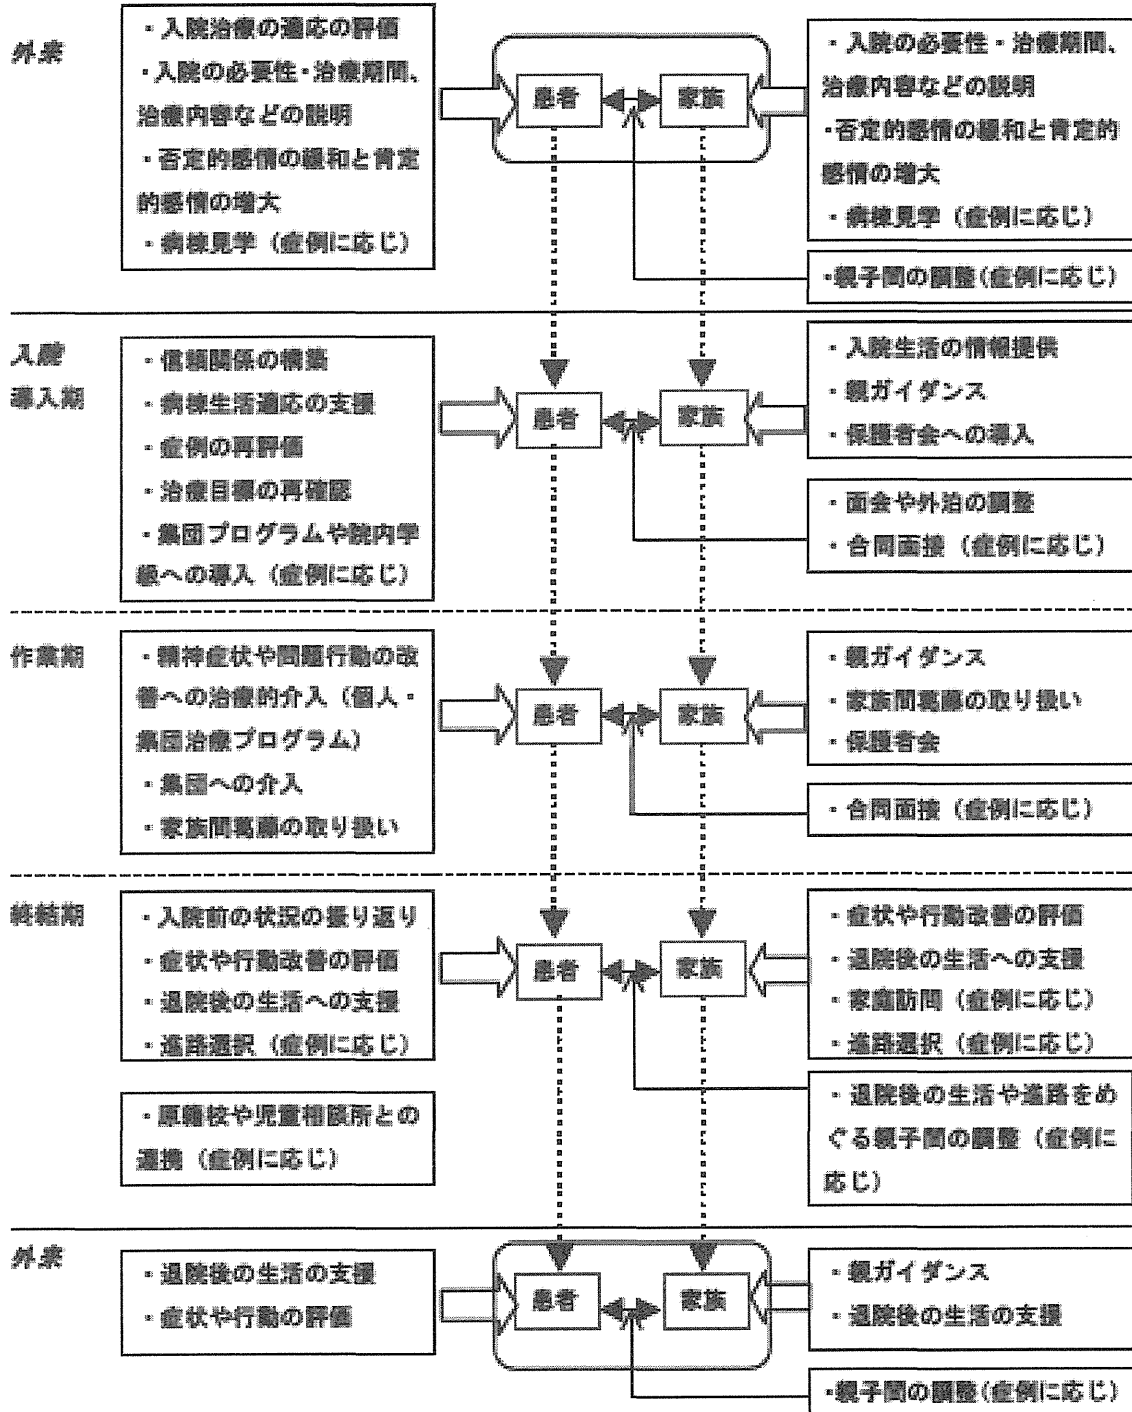 外来
・入院治療の適応の評価
・入院の必要性・治療期間、
治療内容などの説明
・否定的感情の緩和と肯定
的感情の増大
・病棟見学（症例に応じ）
患者
家族
・入院の必要性・治療期間、
治療内容などの説明
・否定的感情の緩和と肯定的
感情の増大
・病棟見学（症例に応じ）
・親子間の調整（症例に応じ）
入院
導入期
・信頼関係の構築
・病棟生活適応の支援
・症例の再評価
・治療目標の再確認
・集団プログラムや院内学
級への導入（症例に応じ）
患者
家族
・入院生活の情報提供
・親ガイダンス
・保護者会への導入
・面会や外泊の調整
・合同面接（症例に応じ）
作業期
・精神症状や問題行動の改
善への治療的介入（個人・
集団治療プログラム）
・集団への介入
・家族間葛藤の取り扱い
患者
家族
・親ガイダンス
・家族間葛藤の取り扱い
・保護者会
・合同面接（症例に応じ）
終結期
・入院前の状況の振り返り
・症状や行動改善の評価
・退院後の生活への支援
・進路選択（症例に応じ）
・原籍校や児童相談所との
連携（症例に応じ）
患者
家族
・症状や行動改善の評価
・退院後の生活への支援
・家庭訪問（症例に応じ）
・進路選択（症例に応じ）
・退院後の生活や進路をめ
ぐる親子間の調整（症例に
応じ）
外来
・退院後の生活の支援
・症状や行動の評価
患者
家族
・親ガイダンス
・退院後の生活の支援
・親子間の調整（症例に応じ）